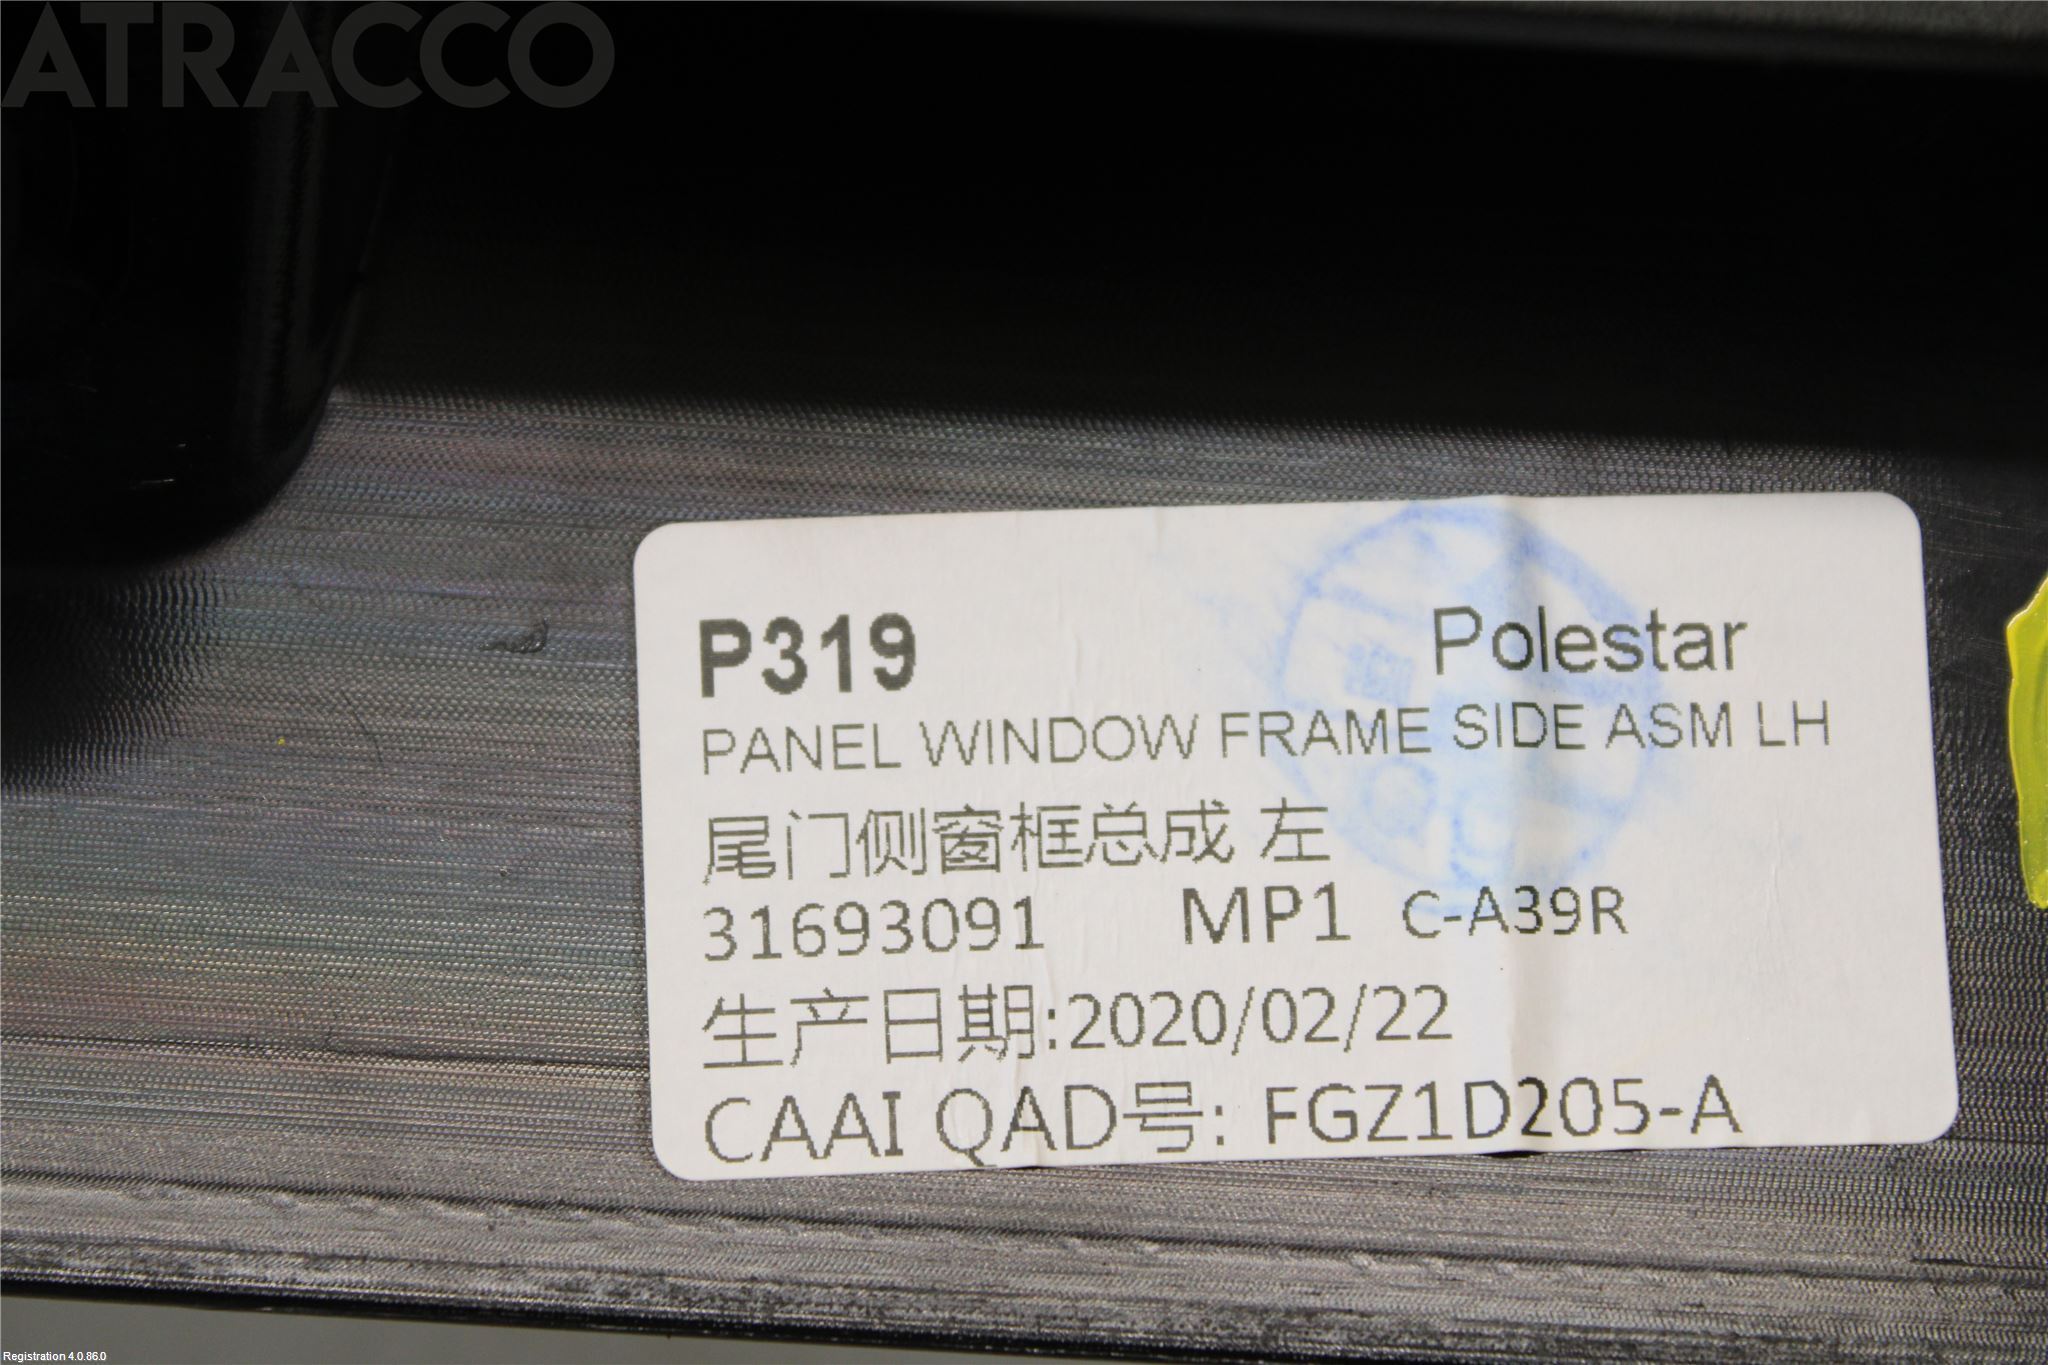 ATRACCO
P319 Polestar
PANEL WINDOW FRAME SIDE ASM LH
尾门侧窗框总成 左
31693091 MP1 C-A39R
生产日期:2020/02/22
CAAI QAD号: FGZ1D205-A
Registration 4.0.86.0